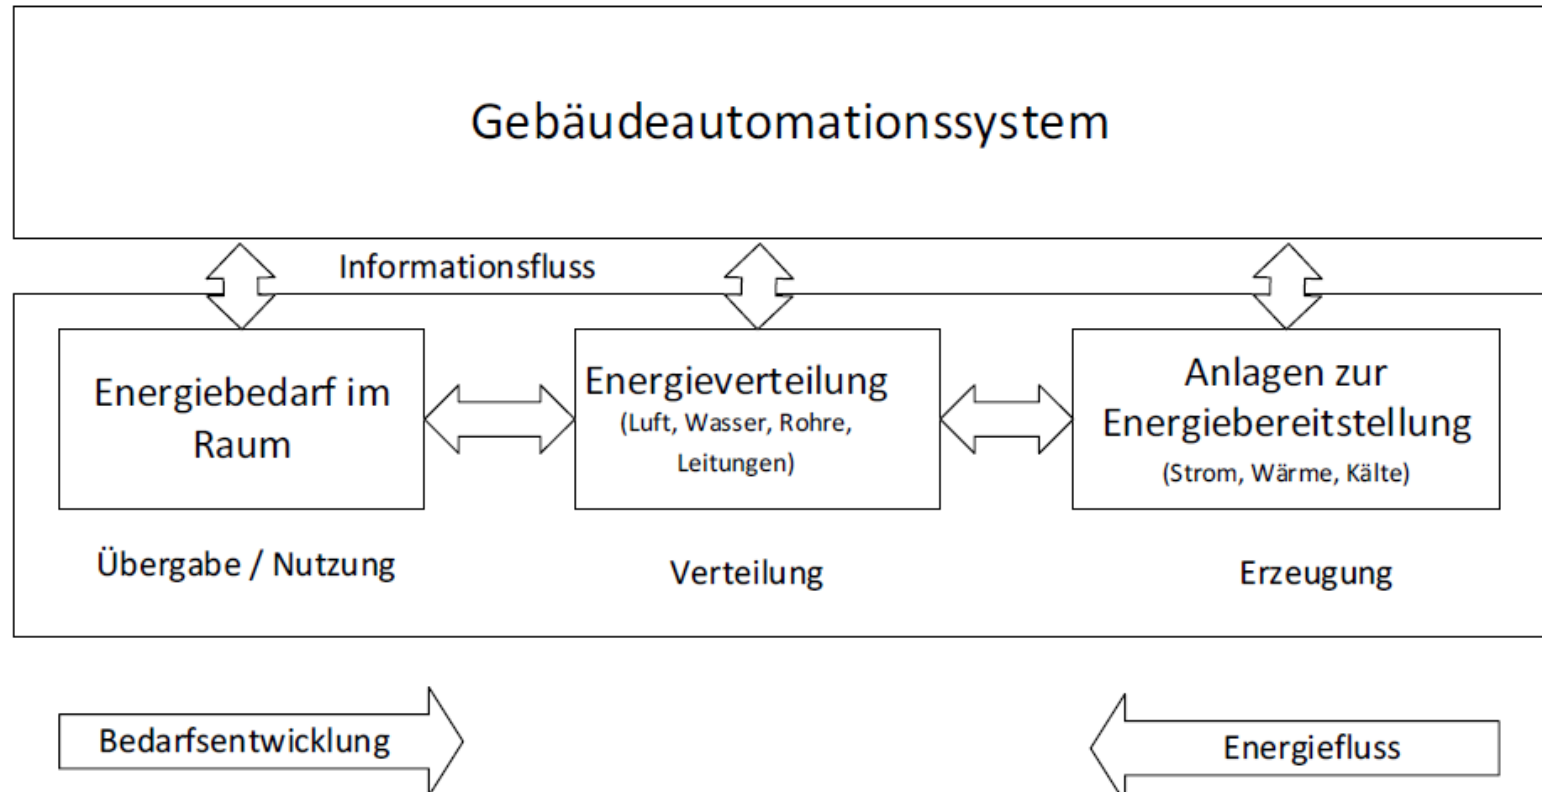 Gebäudeautomationssystem
Informationsfluss
Energiebedarf im
Raum
Energieverteilung
(Luft, Wasser, Rohre,
Leitungen)
Anlagen zur
Energiebereitstellung
(Strom, Wärme, Kälte)
Übergabe / Nutzung
Verteilung
Erzeugung
Bedarfsentwicklung
Energiefluss